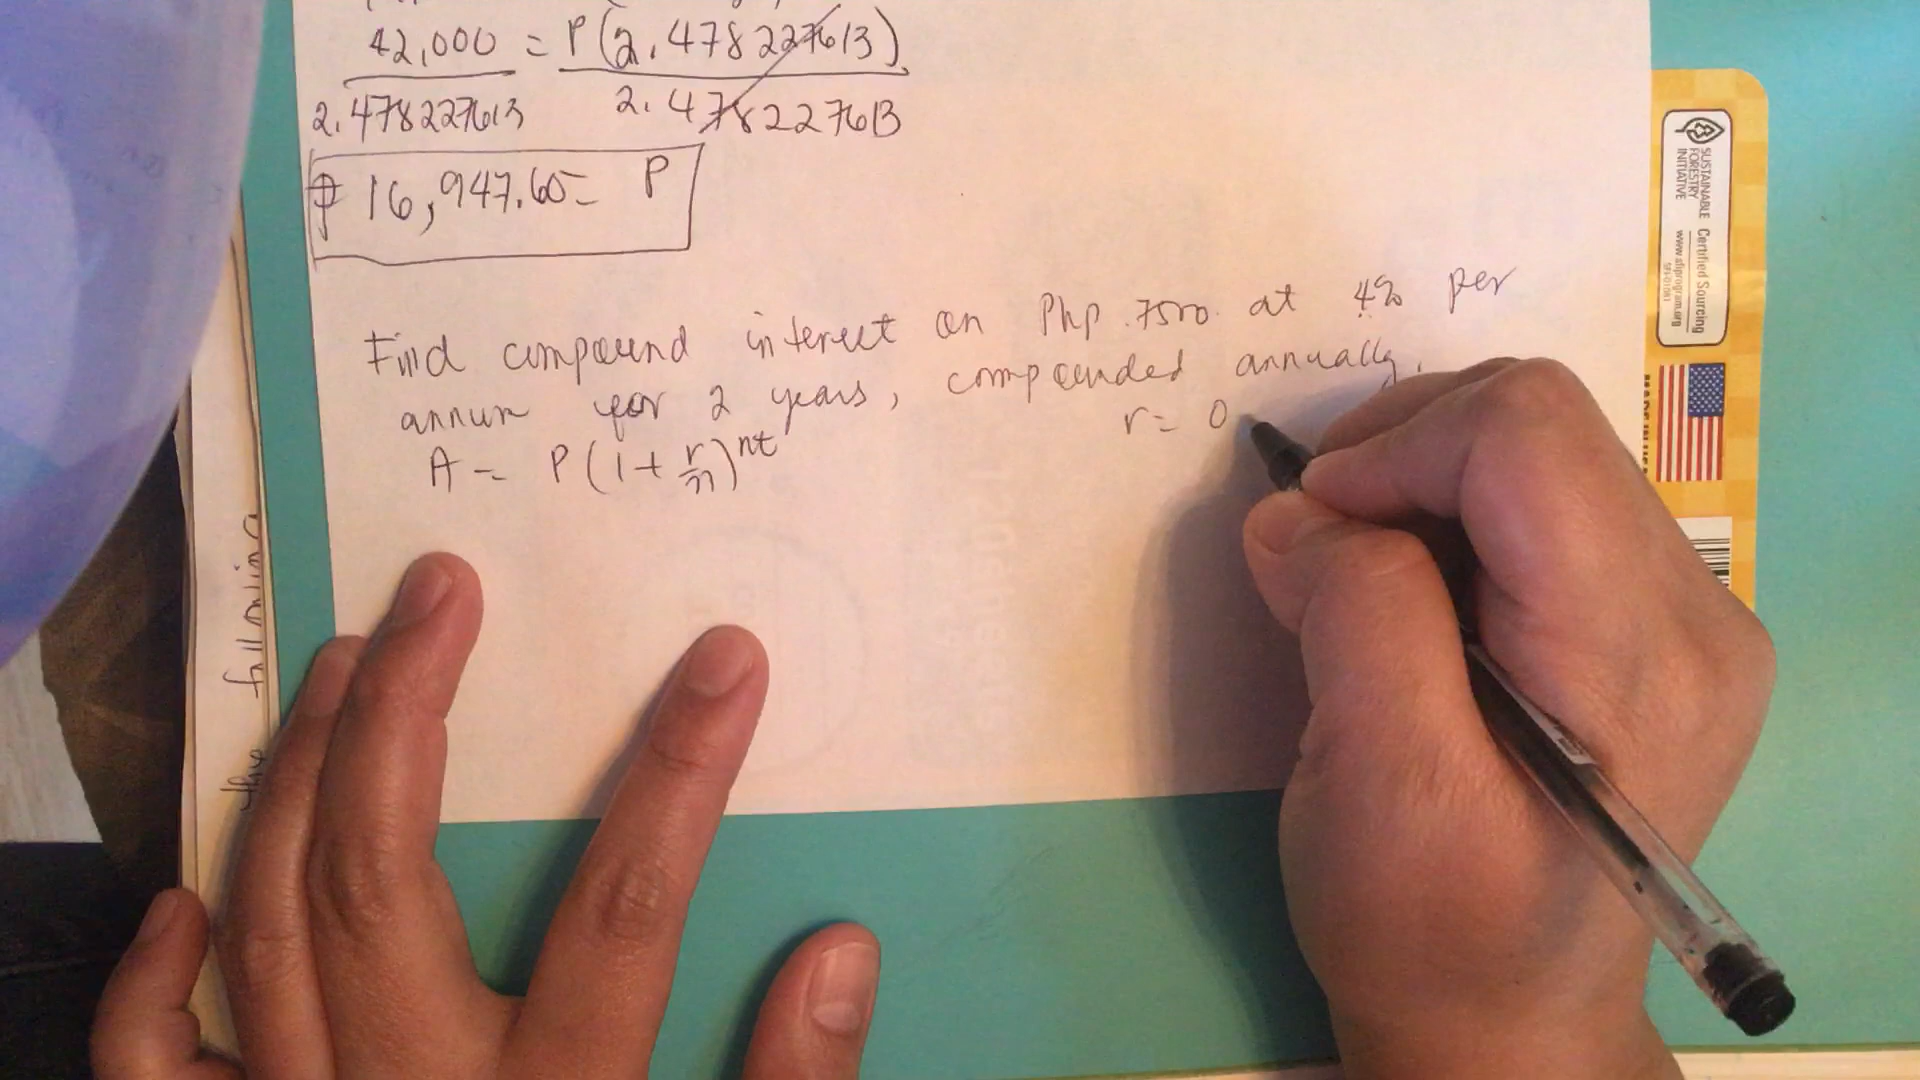 42,000 = P(2.478227613)
2.478227613 2.478227613
₱ 16,947.60 = P
Find compound interest on Php 7500 at 4% per
annum for 2 years, compounded annually.
r = 0
A = P(1 + r/n)^nt
the following
SUSTAINABLE
FORESTRY
INITIATIVE
Certified Sourcing
www.sfiprogram.org